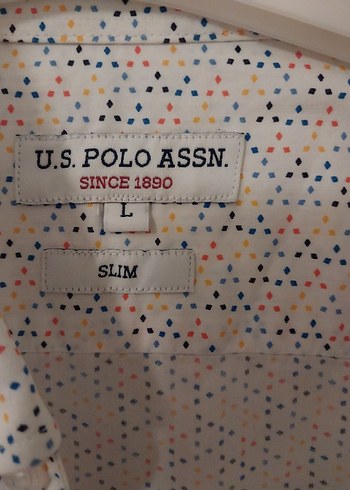 U.S. POLO ASSN.
SINCE 1890
L
SLIM